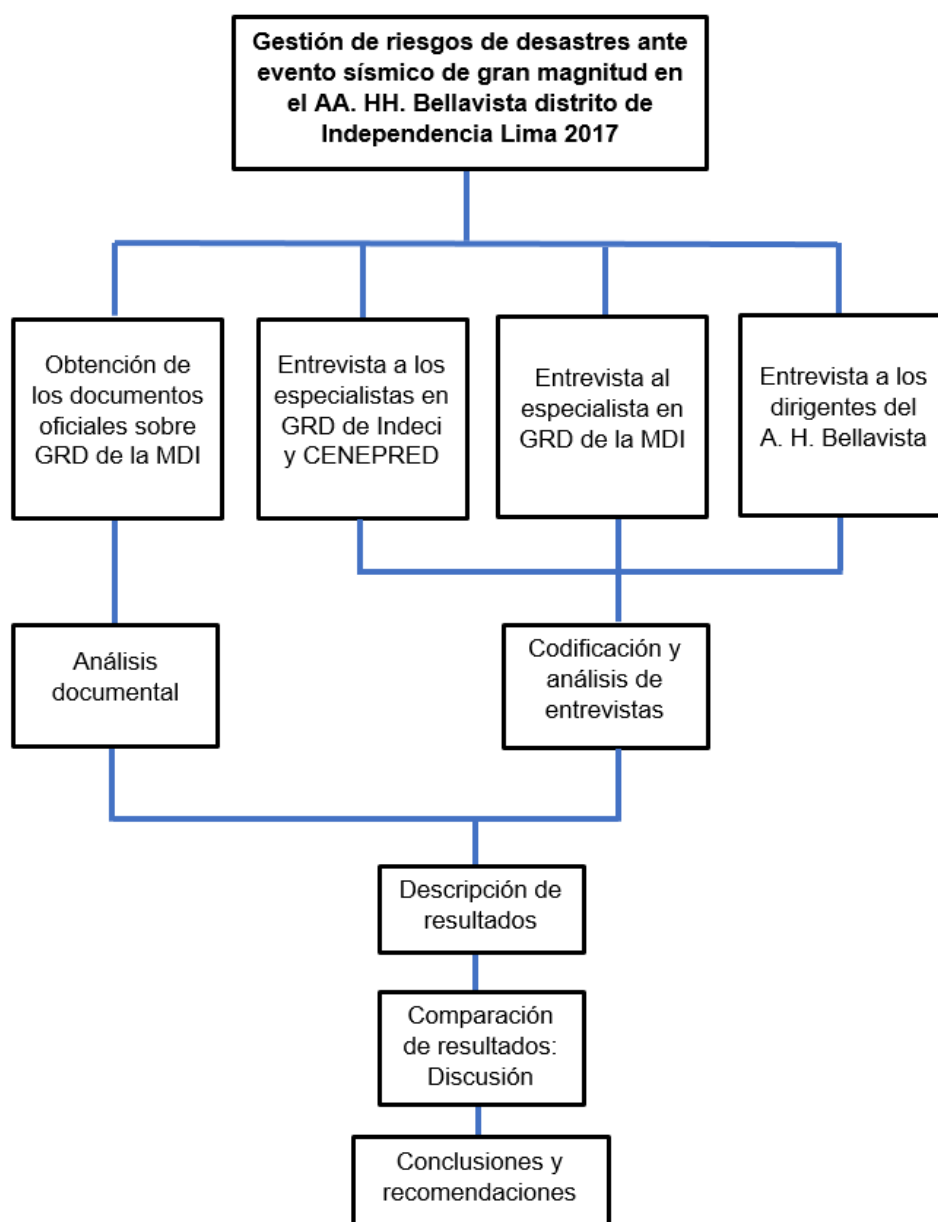 Gestión de riesgos de desastres ante
evento sísmico de gran magnitud en
el AA. HH. Bellavista distrito de
Independencia Lima 2017
Obtención de
los documentos
oficiales sobre
GRD de la MDI
Entrevista a los
especialistas en
GRD de Indeci
y CENEPRED
Entrevista al
especialista en
GRD de la MDI
Entrevista a los
dirigentes del
A. H. Bellavista
Análisis
documental
Codificación y
análisis de
entrevistas
Descripción de
resultados
Comparación
de resultados:
Discusión
Conclusiones y
recomendaciones